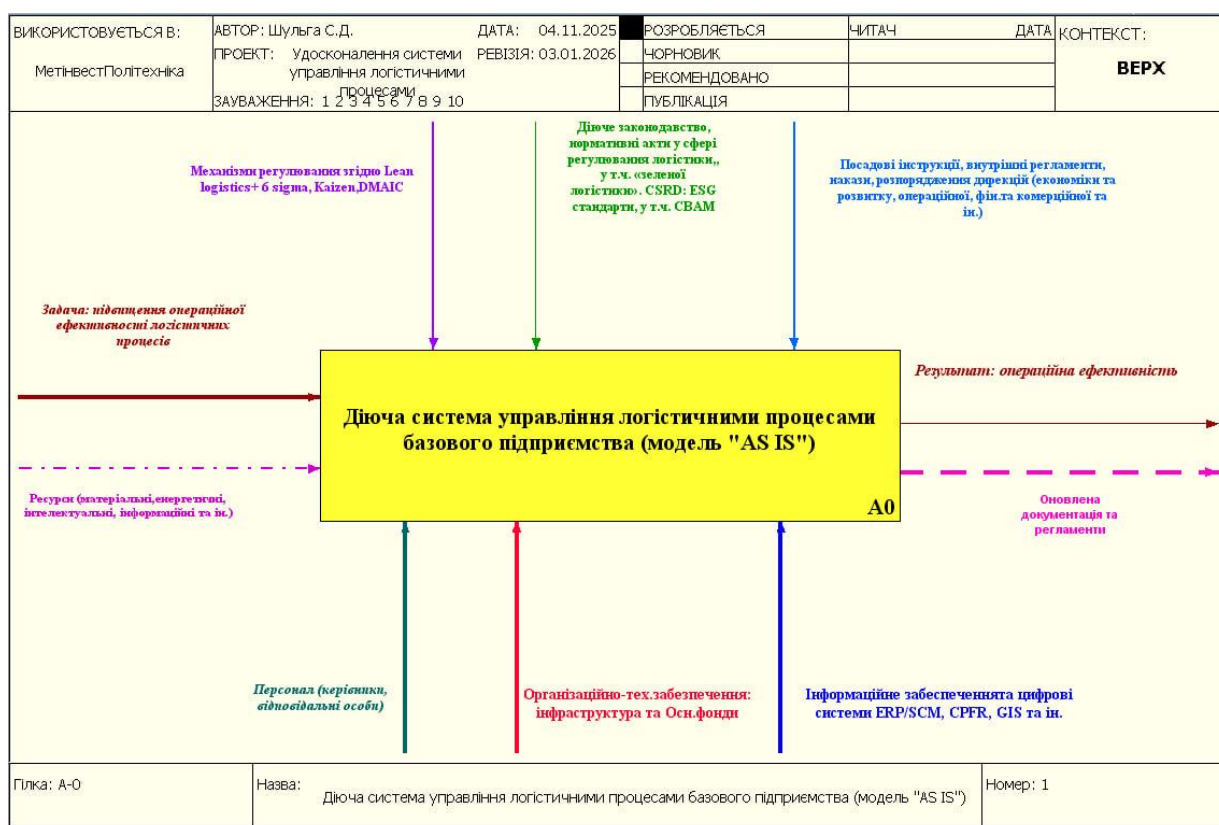 ВИКОРИСТОВУЄТЬСЯ В:
МетінвестПолітехніка
АВТОР: Шульга С.Д.
ДАТА: 04.11.2025
ПРОЕКТ: Удосконалення системи
РЕВІЗІЯ: 03.01.2026
управління логістичними
процесами
ЗАУВАЖЕННЯ: 1 2 3 4 5 6 7 8 9 10
РОЗРОБЛЯЄТЬСЯ
ЧОРНОВИК
РЕКОМЕНДОВАНО
ПУБЛІКАЦІЯ
ЧИТАЧ
ДАТА
КОНТЕКСТ:
ВЕРХ
Механізми регулювання згідно Lean
logistics+ 6 sigma, Kaizen,DMAIC
Діюче законодавство,
нормативні акти у сфері
регулювання логістики,,
у т.ч. «зеленої
логістики». CSRD: ESG
стандарти, у т.ч. CBAM
Посадові інструкції, внутрішні регламенти,
накази, розпорядження дирекцій (економіки та
розвитку, операційної, фін.та комерційної та
ін.)
Задача: підвищення операційної
ефективності логістичних
процесів
Ресурси (матеріальні,енергетичні,
інтелектуальні, інформаційні та ін.)
Діюча система управління логістичними процесами
базового підприємства (модель "AS IS")
A0
Результат: операційна ефективність
Оновлена
документація та
регламенти
Персонал (керівники,
відповідальні особи)
Організаційно-тех.забезпечення:
інфраструктура та Осн.фонди
Інформаційне забеспеченнята цифрові
системи ERP/SCM, CPFR, GIS та ін.
Гілка: A-0
Назва:
Діюча система управління логістичними процесами базового підприємства (модель "AS IS")
Номер: 1